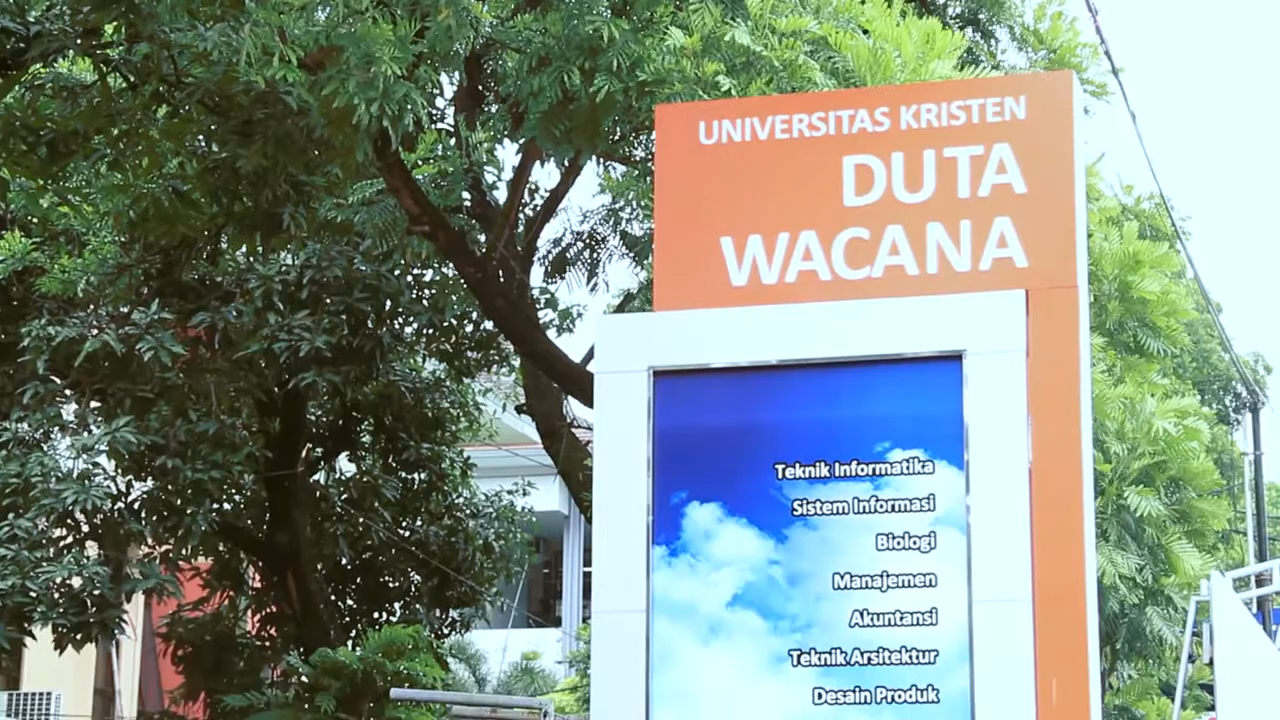 UNIVERSITAS KRISTEN
DUTA
WACANA
Teknik Informatika
Sistem Informasi
Biologi
Manajemen
Akuntansi
Teknik Arsitektur
Desain Produk